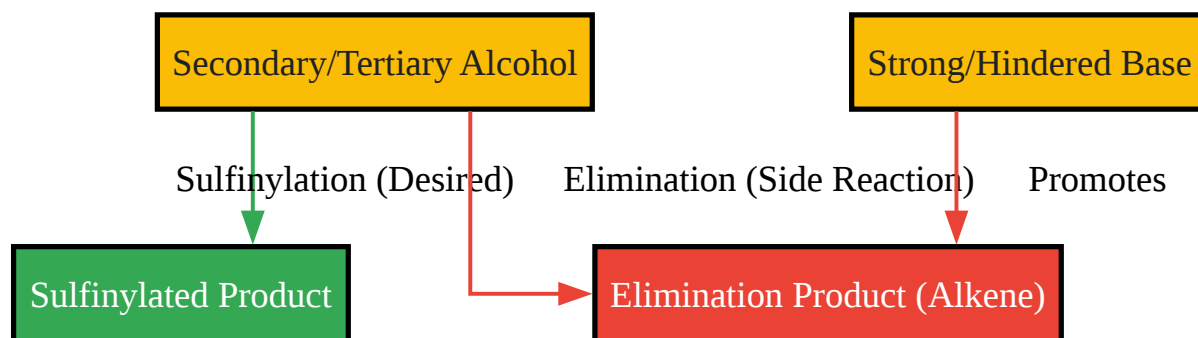 Secondary/Tertiary Alcohol
Strong/Hindered Base
Sulfinylation (Desired)
Elimination (Side Reaction)
Promotes
Sulfinylated Product
Elimination Product (Alkene)